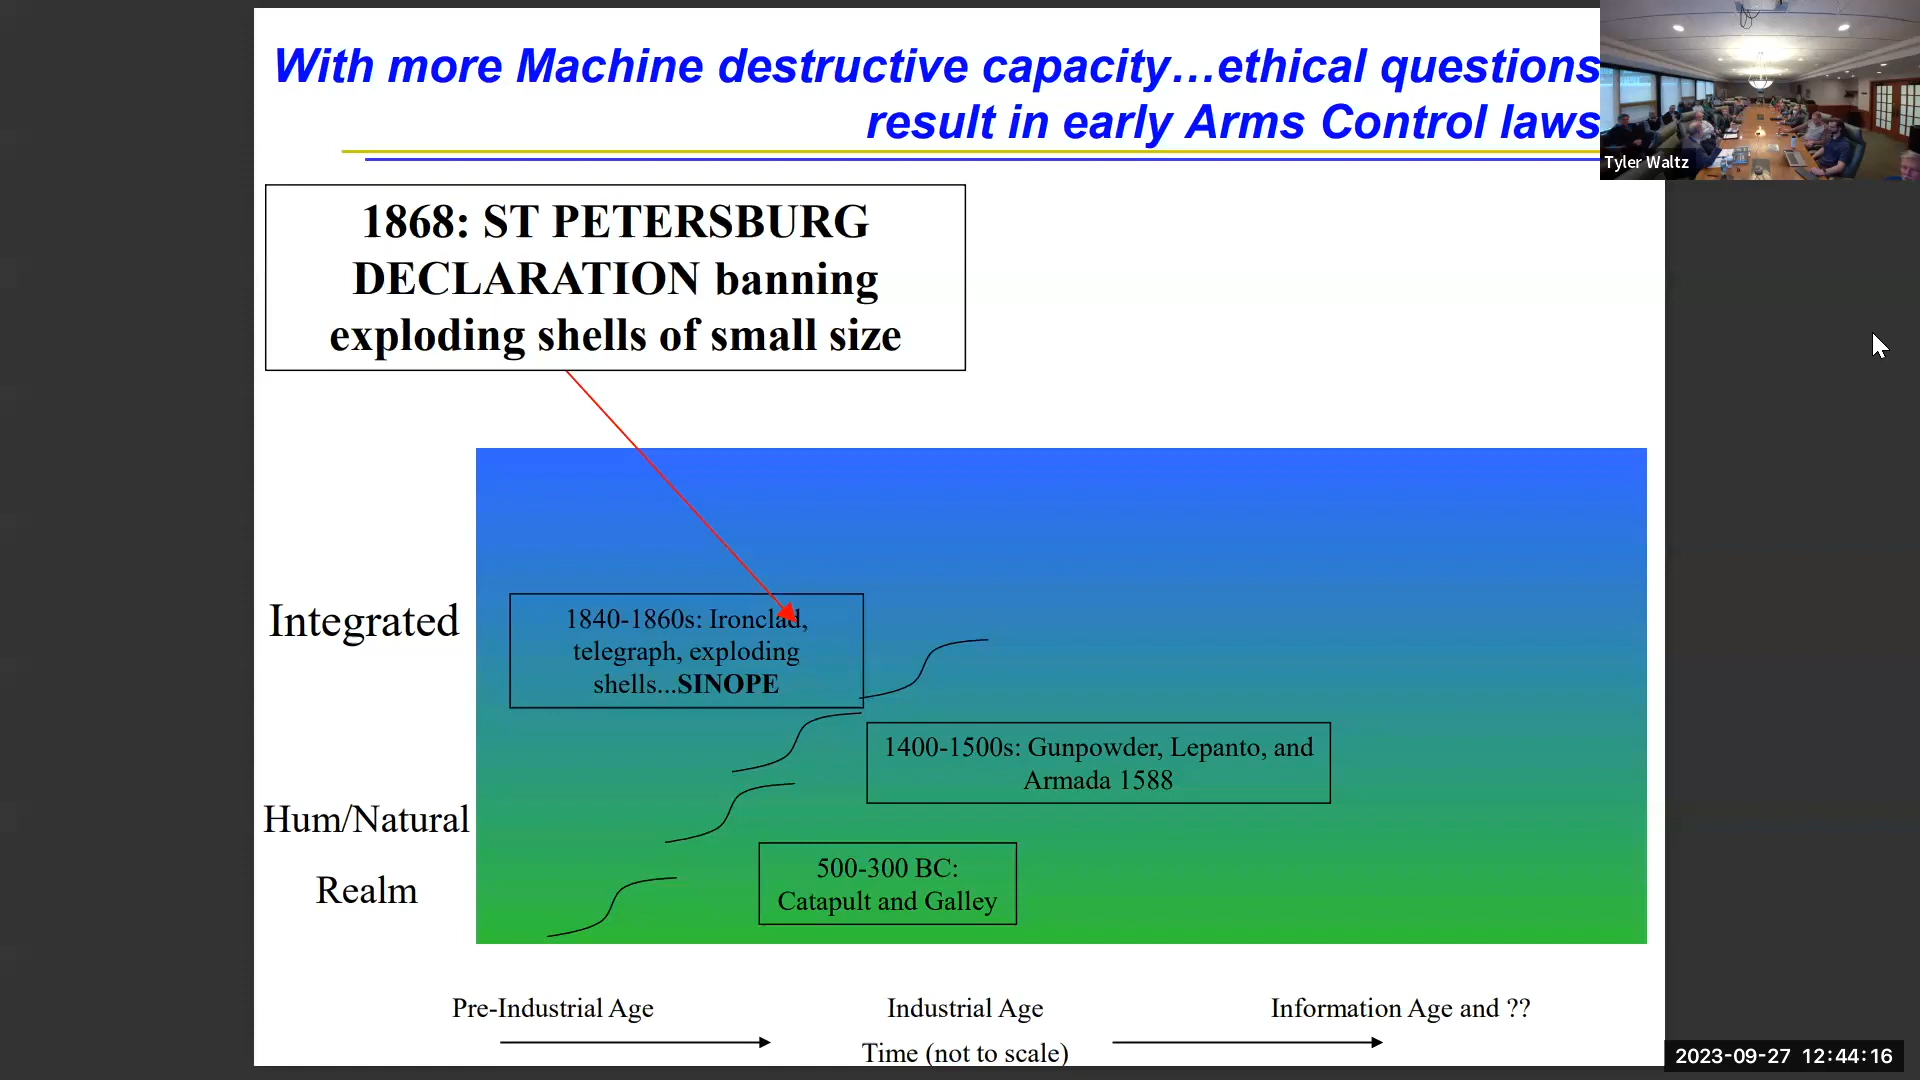 With more Machine destructive capacity…ethical questions
result in early Arms Control laws
Tyler Waltz
1868: ST PETERSBURG
DECLARATION banning
exploding shells of small size
Integrated
1840-1860s: Ironclad,
telegraph, exploding
shells...SINOPE
1400-1500s: Gunpowder, Lepanto, and
Armada 1588
Hum/Natural
Realm
500-300 BC:
Catapult and Galley
Pre-Industrial Age
Industrial Age
Information Age and ??
Time (not to scale)
2023-09-27 12:44:16